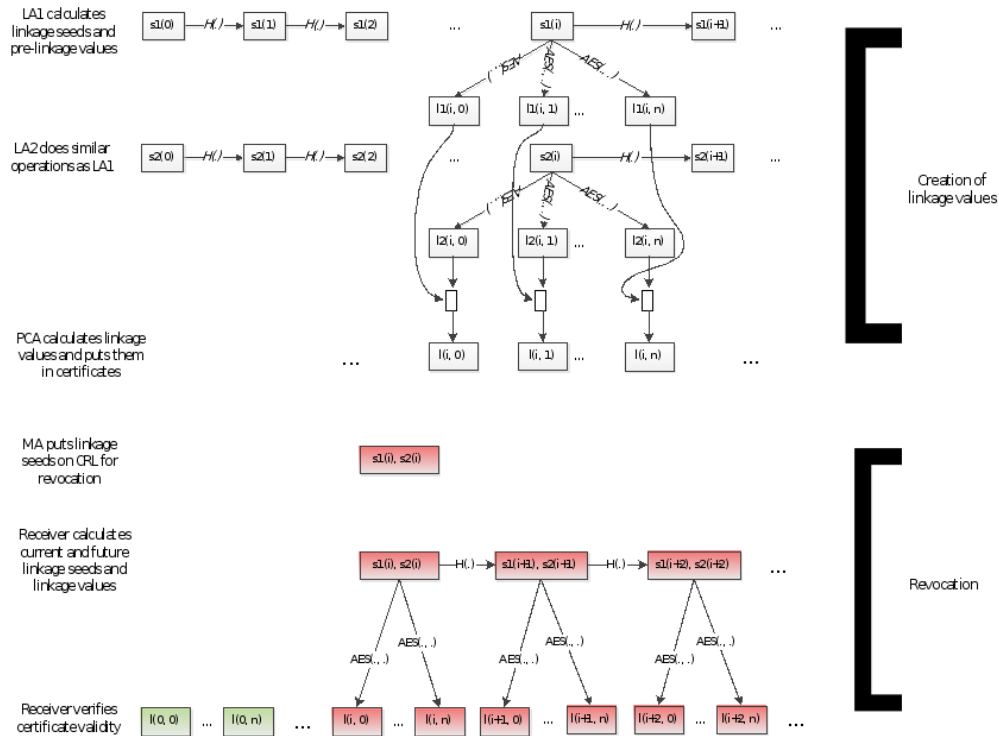 LA1 calculates
linkage seeds and
pre-linkage values
s1(0)
H(.)
s1(1)
H(.)
s1(2)
...
s1(i)
H(.)
s1(i+1)
...
AES(., .)
AES(., .)
AES(., .)
l1(i, 0)
l1(i, 1)
...
l1(i, n)
LA2 does similar
operations as LA1
s2(0)
H(.)
s2(1)
H(.)
s2(2)
...
s2(i)
H(.)
s2(i+1)
...
AES(., .)
AES(., .)
AES(., .)
l2(i, 0)
l2(i, 1)
...
l2(i, n)
Creation of
linkage values
PCA calculates linkage
values and puts them
in certificates
...
l(i, 0)
l(i, 1)
...
l(i, n)
...
MA puts linkage
seeds on CRL for
revocation
s1(i), s2(i)
Receiver calculates
current and future
linkage seeds and
linkage values
s1(i), s2(i)
H(.)
s1(i+1), s2(i+1)
H(.)
s1(i+2), s2(i+2)
...
Revocation
AES(., .)
AES(., .)
AES(., .)
AES(., .)
AES(., .)
AES(., .)
Receiver verifies
certificate validity
l(0, 0)
...
l(0, n)
...
l(i, 0)
...
l(i, n)
l(i+1, 0)
...
l(i+1, n)
l(i+2, 0)
...
l(i+2, n)
...